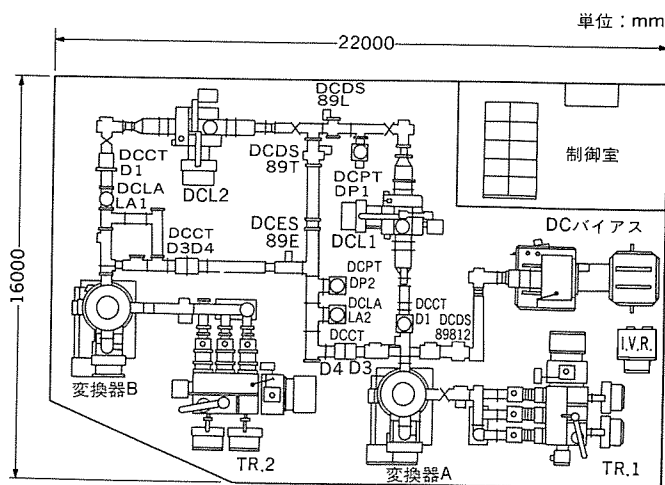 単位：mm
22000
16000
DCDS
89L
制御室
DCCT
D1
DCL2
DCDS
89T
DCPT
DP1
DCLA
LA1
DCL1
DCバイアス
DCCT
D3D4
DCES
89E
DCPT
DP2
DCLA
LA2
DCCT
D1
DCDS
89812
DCCT
D4 D3
I.V.R.
変換器B
TR.2
変換器A
TR.1